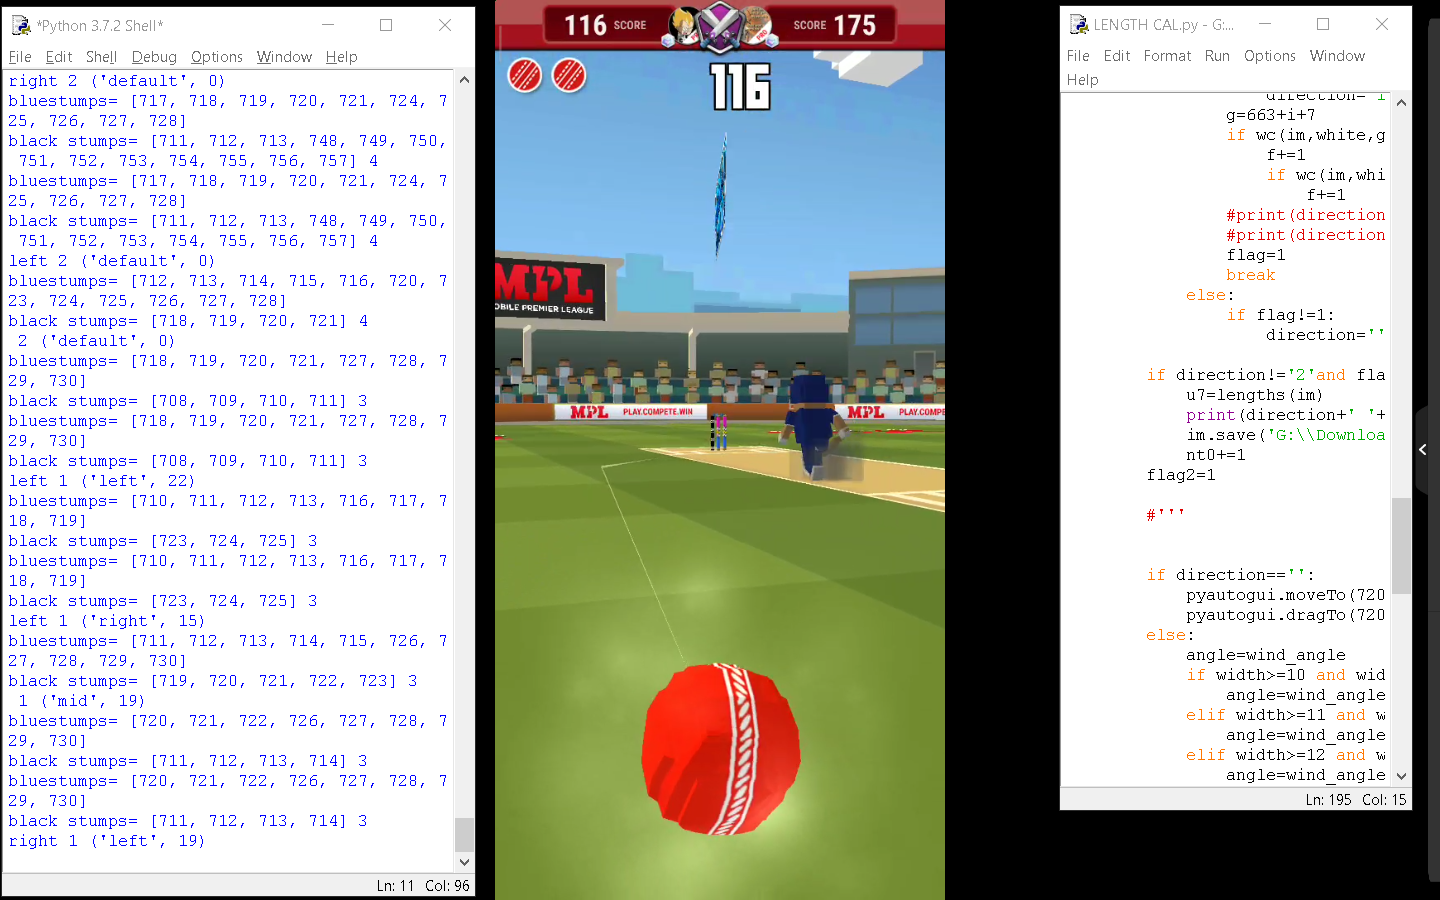 *Python 3.7.2 Shell*
File Edit Shell Debug Options Window Help
right 2 ('default', 0)
bluestumps= [717, 718, 719, 720, 721, 724, 7
25, 726, 727, 728]
black stumps= [711, 712, 713, 748, 749, 750,
751, 752, 753, 754, 755, 756, 757] 4
bluestumps= [717, 718, 719, 720, 721, 724, 7
25, 726, 727, 728]
black stumps= [711, 712, 713, 748, 749, 750,
751, 752, 753, 754, 755, 756, 757] 4
left 2 ('default', 0)
bluestumps= [712, 713, 714, 715, 716, 720, 7
23, 724, 725, 726, 727, 728]
black stumps= [718, 719, 720, 721] 4
2 ('default', 0)
bluestumps= [718, 719, 720, 721, 727, 728, 7
29, 730]
black stumps= [708, 709, 710, 711] 3
bluestumps= [718, 719, 720, 721, 727, 728, 7
29, 730]
black stumps= [708, 709, 710, 711] 3
left 1 ('left', 22)
bluestumps= [710, 711, 712, 713, 716, 717, 7
18, 719]
black stumps= [723, 724, 725] 3
bluestumps= [710, 711, 712, 713, 716, 717, 7
18, 719]
black stumps= [723, 724, 725] 3
left 1 ('right', 15)
bluestumps= [711, 712, 713, 714, 715, 726, 7
27, 728, 729, 730]
black stumps= [719, 720, 721, 722, 723] 3
1 ('mid', 19)
bluestumps= [720, 721, 722, 726, 727, 728, 7
29, 730]
black stumps= [711, 712, 713, 714] 3
bluestumps= [720, 721, 722, 726, 727, 728, 7
29, 730]
black stumps= [711, 712, 713, 714] 3
right 1 ('left', 19)
Ln: 11 Col: 96
116 SCORE
PRO
SCORE 175
116
MPL
OBILE PREMIER LEAGUE
MPL PLAY.COMPETE.WIN
MPL PLAY.COMPE
LENGTH CAL.py - G:...
File Edit Format Run Options Window
Help
direction='l
g=663+i+7
if wc(im,white,g
f+=1
if wc(im,whi
f+=1
#print(direction
#print(direction
flag=1
break
else:
if flag!=1:
direction=''
if direction!='2'and fla
u7=lengths(im)
print(direction+' '+
im.save('G:\\Downloa
nt0+=1
flag2=1
#'''
if direction=='':
pyautogui.moveTo(720
pyautogui.dragTo(720
else:
angle=wind_angle
if width>=10 and wid
angle=wind_angle
elif width>=11 and w
angle=wind_angle
elif width>=12 and w
angle=wind_angle
Ln: 195 Col: 15